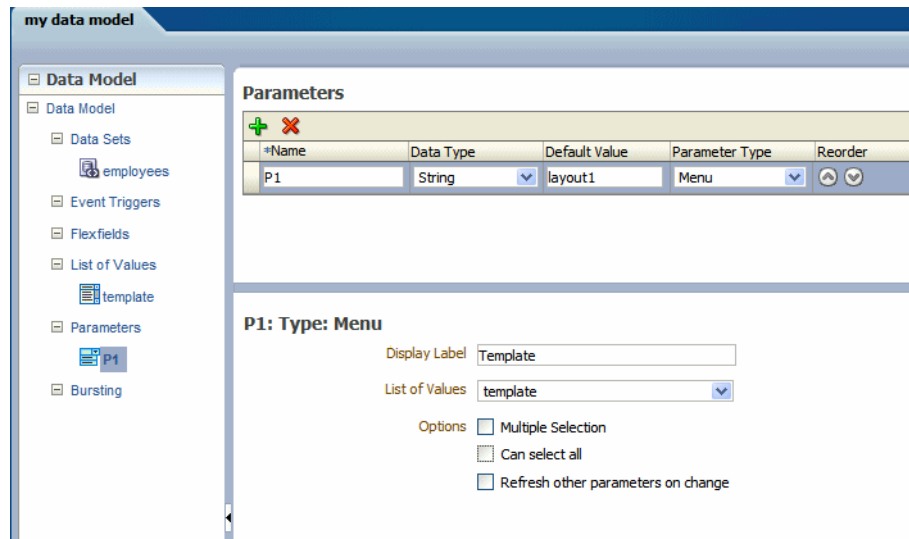 my data model
Data Model
Data Model
Data Sets
employees
Event Triggers
Flexfields
List of Values
template
Parameters
P1
Bursting
Parameters
*Name Data Type Default Value Parameter Type Reorder
P1 String layout1 Menu
P1: Type: Menu
Display Label Template
List of Values template
Options Multiple Selection
Can select all
Refresh other parameters on change